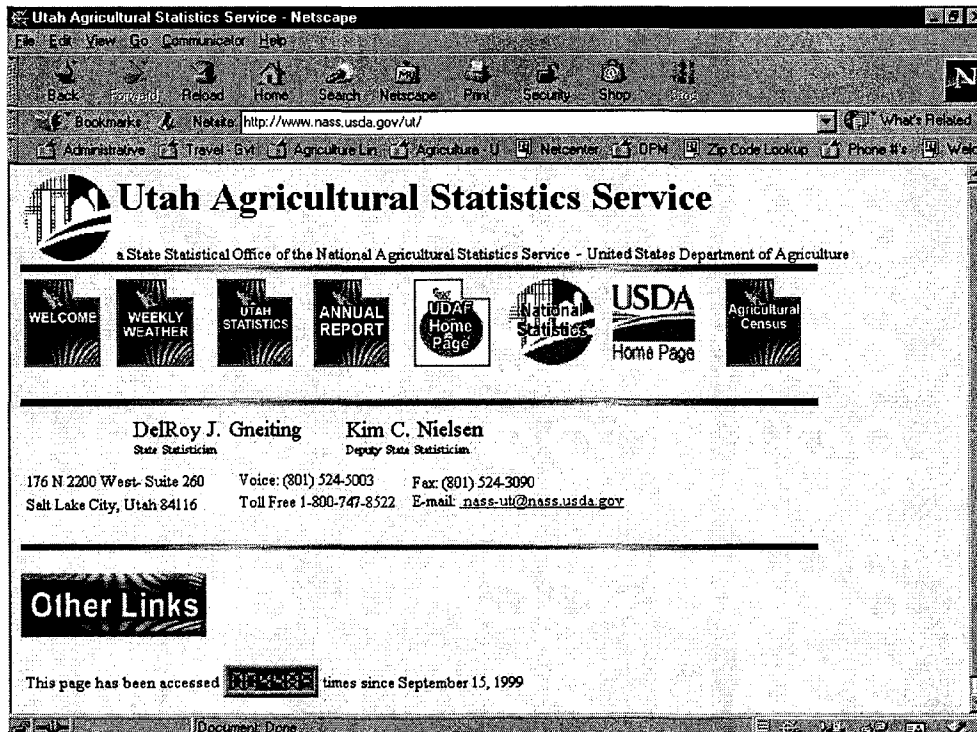 Utah Agricultural Statistics Service - Netscape
File Edit View Go Communicator Help
Back Forward Reload Home Search Netscape Print Security Shop Stop
Bookmarks Netsite: http://www.nass.usda.gov/ut/ What's Related
Administrative Travel - Gvt Agriculture Lin Agriculture - U Netcenter OPM Zip Code Lookup Phone #'s Welc
Utah Agricultural Statistics Service
a State Statistical Office of the National Agricultural Statistics Service - United States Department of Agriculture
WELCOME
WEEKLY WEATHER
UTAH STATISTICS
ANNUAL REPORT
UDAF Home Page
National Statistics
USDA Home Page
Agricultural Census
DelRoy J. Gneiting Kim C. Nielsen
State Statistician Deputy State Statistician
176 N 2200 West- Suite 260 Voice: (801) 524-5003 Fax: (801) 524-3090
Salt Lake City, Utah 84116 Toll Free 1-800-747-8522 E-mail: nass-ut@nass.usda.gov
Other Links
This page has been accessed times since September 15, 1999
Document: Done